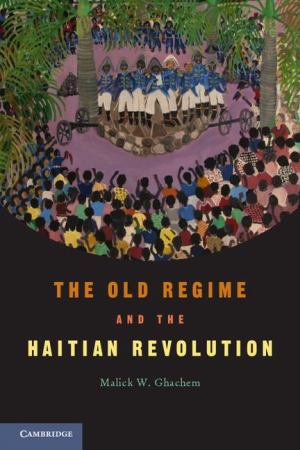 THE OLD REGIME
AND THE
HAITIAN REVOLUTION
Malick W. Ghachem
CAMBRIDGE